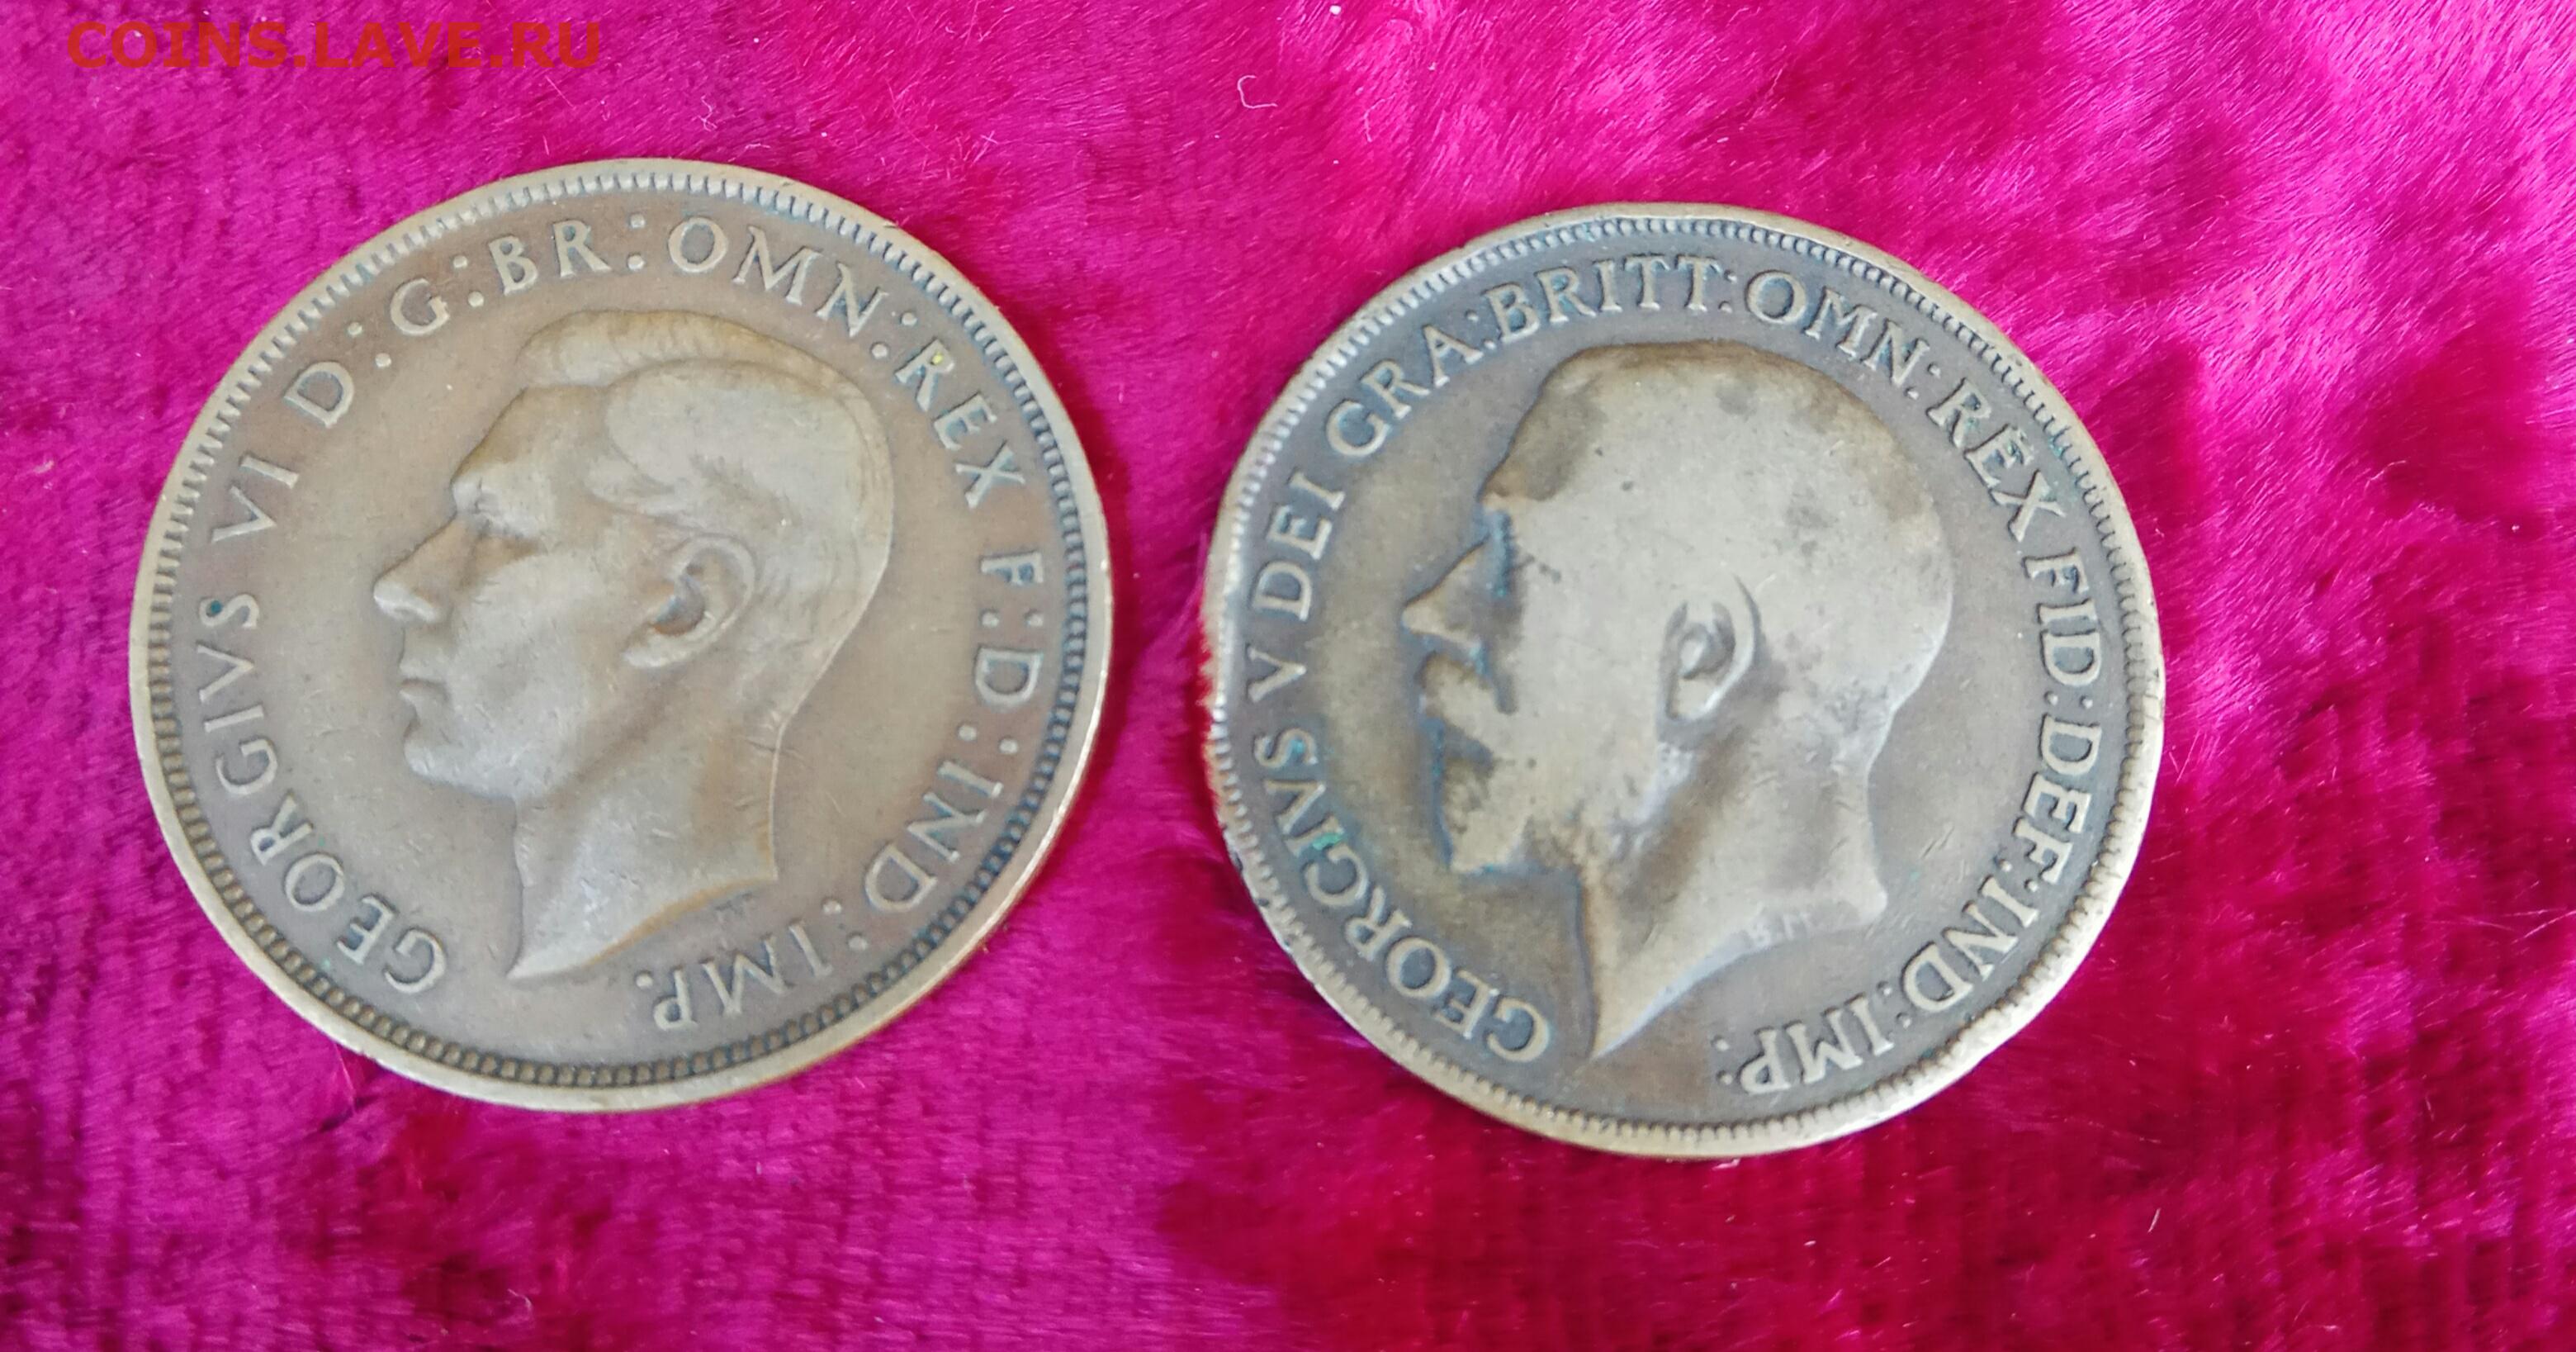 COINS.LAVE.RU
GEORGIVS VI D:G:BR:OMN:REX F:D:IND:IMP.
GEORGIVS V DEI GRA:BRITT:OMN:REX FID:DEF:IND:IMP: